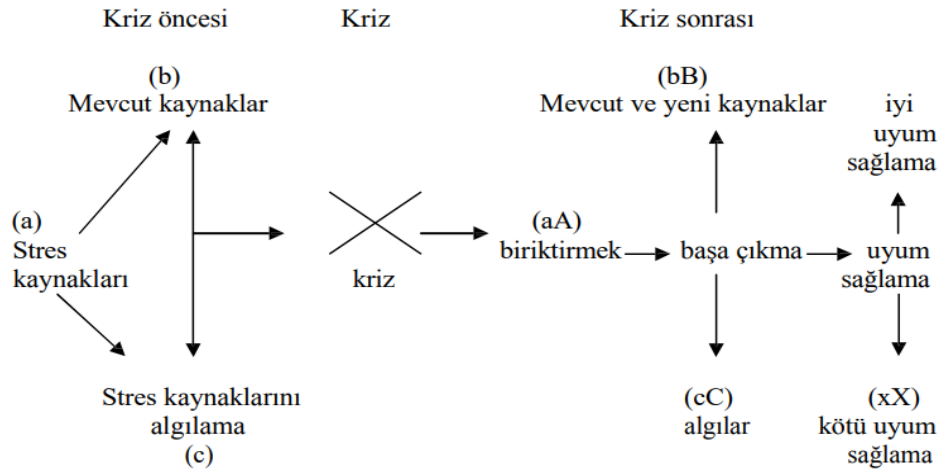 Kriz öncesi
Kriz
Kriz sonrası
(b)
Mevcut kaynaklar
(bB)
Mevcut ve yeni kaynaklar
iyi
uyum
sağlama
(a)
Stres
kaynakları
kriz
(aA)
biriktirmek
başa çıkma
uyum
sağlama
Stres kaynaklarını
algılama
(c)
(cC)
algılar
(xX)
kötü uyum
sağlama